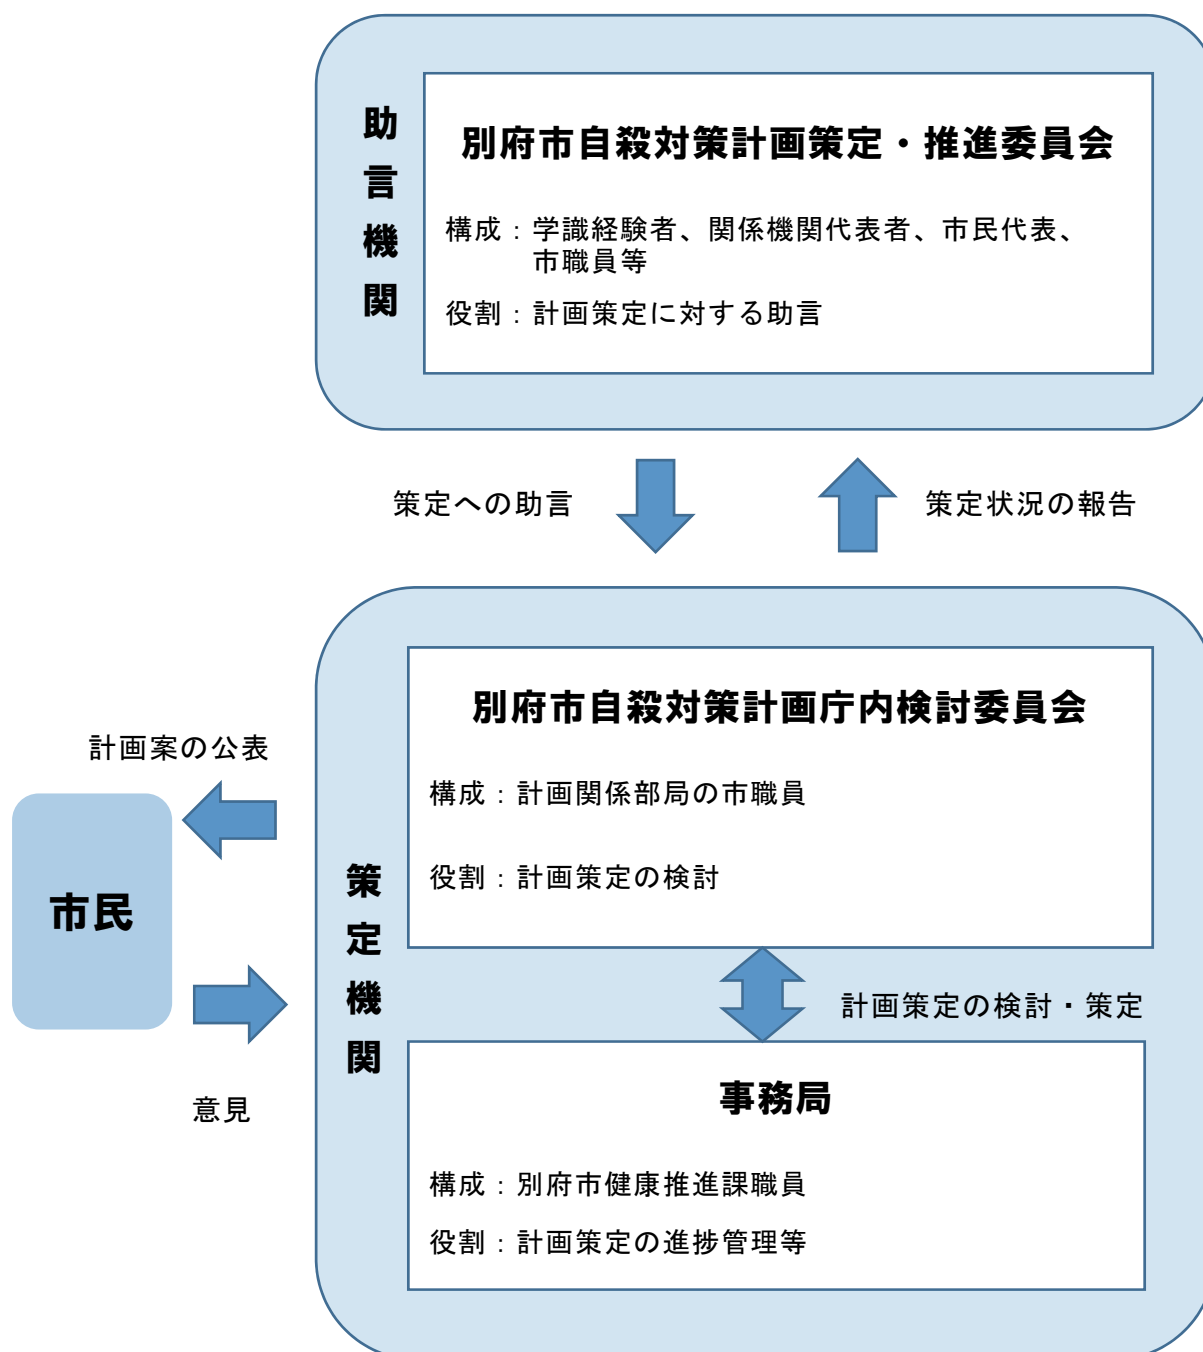 助言機関
別府市自殺対策計画策定・推進委員会
構成：学識経験者、関係機関代表者、市民代表、
市職員等
役割：計画策定に対する助言
策定への助言
策定状況の報告
策定機関
別府市自殺対策計画庁内検討委員会
構成：計画関係部局の市職員
役割：計画策定の検討
計画案の公表
市民
意見
計画策定の検討・策定
事務局
構成：別府市健康推進課職員
役割：計画策定の進捗管理等